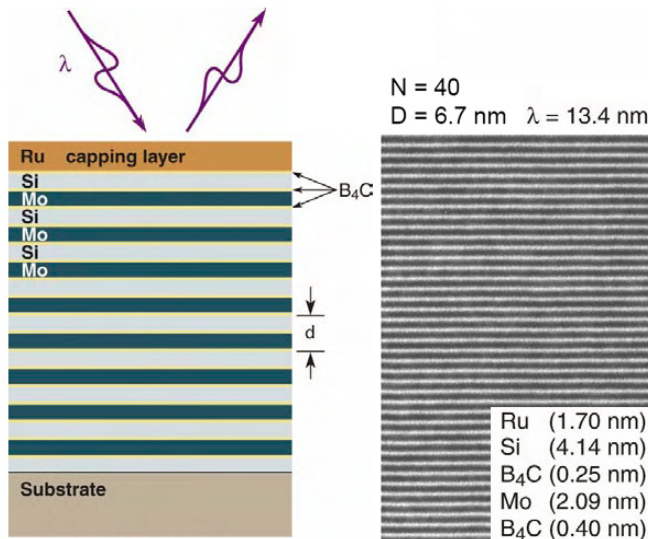 λ
Ru capping layer
Si
Mo
Si
Mo
Si
Mo
B₄C
d
Substrate
N = 40
D = 6.7 nm λ = 13.4 nm
Ru (1.70 nm)
Si (4.14 nm)
B₄C (0.25 nm)
Mo (2.09 nm)
B₄C (0.40 nm)